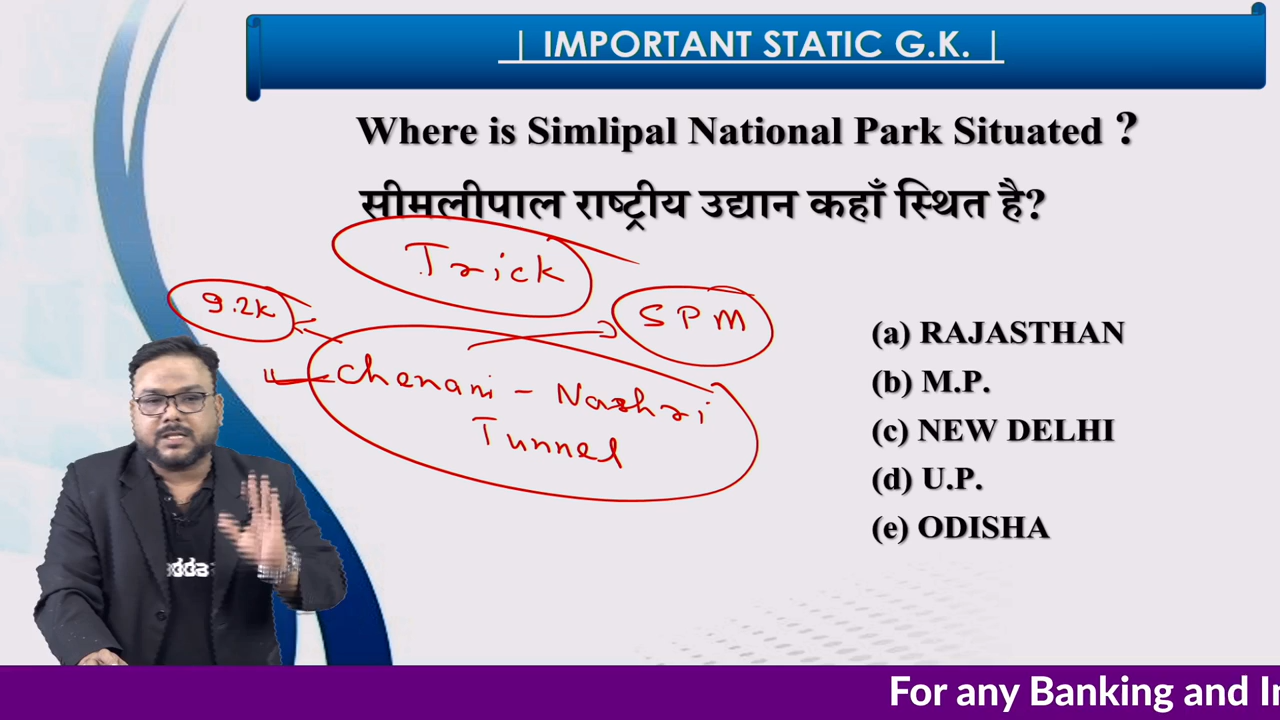 | IMPORTANT STATIC G.K. |
Where is Simlipal National Park Situated ?
सीमलीपाल राष्ट्रीय उद्यान कहाँ स्थित है?
Trick
9.2k
SPM
Chenani - Nashri
Tunnel
(a) RAJASTHAN
(b) M.P.
(c) NEW DELHI
(d) U.P.
(e) ODISHA
adda
For any Banking and In